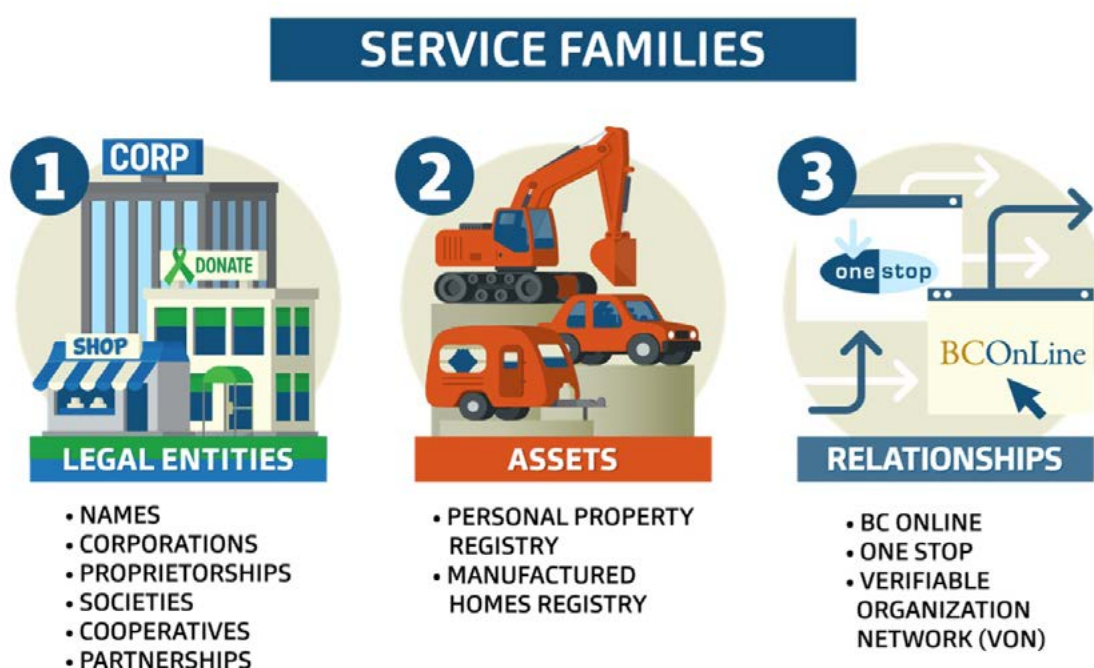 SERVICE FAMILIES
1
CORP
DONATE
SHOP
LEGAL ENTITIES
• NAMES
• CORPORATIONS
• PROPRIETORSHIPS
• SOCIETIES
• COOPERATIVES
• PARTNERSHIPS
2
ASSETS
• PERSONAL PROPERTY
REGISTRY
• MANUFACTURED
HOMES REGISTRY
3
one stop
BCOnLine
RELATIONSHIPS
• BC ONLINE
• ONE STOP
• VERIFIABLE
ORGANIZATION
NETWORK (VON)